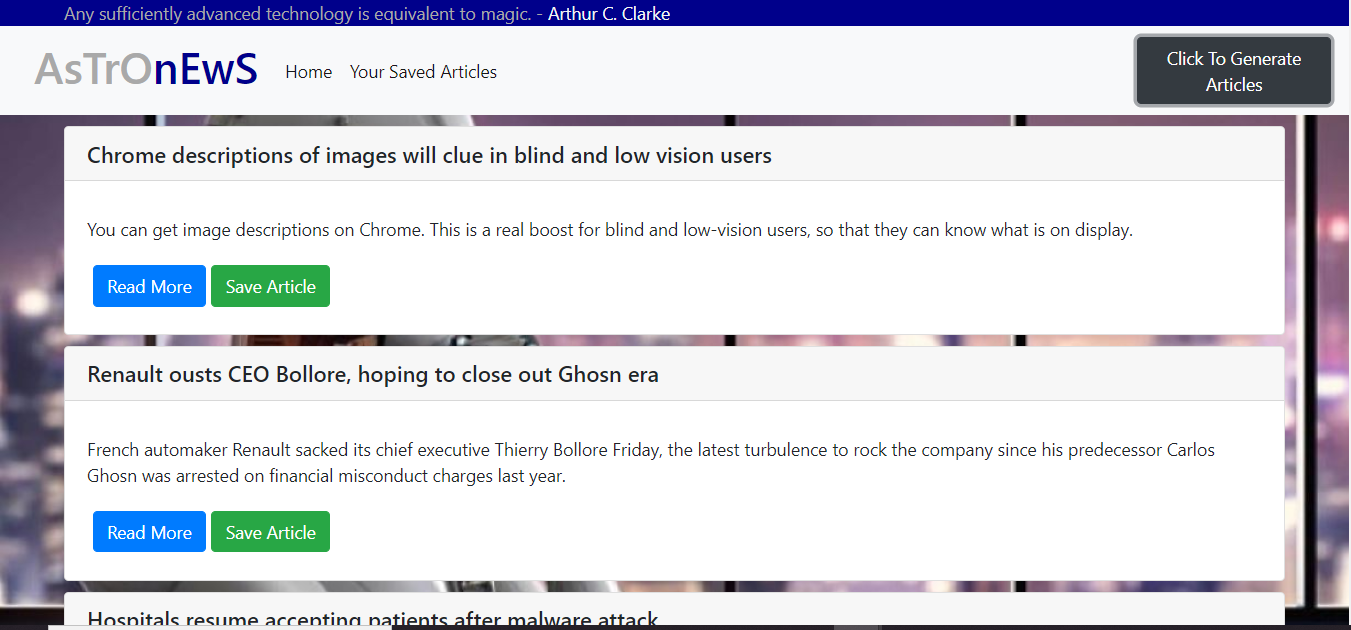 Any sufficiently advanced technology is equivalent to magic. - Arthur C. Clarke
AsTrOnEwS Home Your Saved Articles
Click To Generate
Articles
Chrome descriptions of images will clue in blind and low vision users
You can get image descriptions on Chrome. This is a real boost for blind and low-vision users, so that they can know what is on display.
Read More Save Article
Renault ousts CEO Bollore, hoping to close out Ghosn era
French automaker Renault sacked its chief executive Thierry Bollore Friday, the latest turbulence to rock the company since his predecessor Carlos
Ghosn was arrested on financial misconduct charges last year.
Read More Save Article
Hospitals resume accepting patients after malware attack